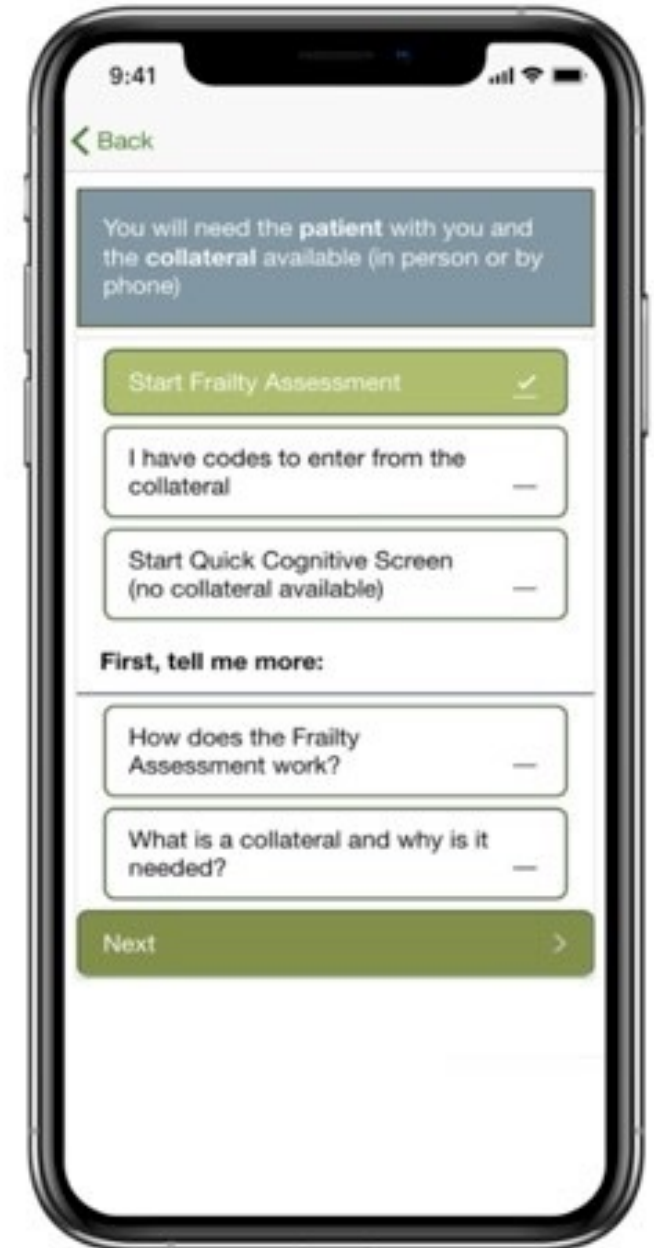 9:41
Back
You will need the patient with you and
the collateral available (in person or by
phone)
Start Frailty Assessment
I have codes to enter from the
collateral
Start Quick Cognitive Screen
(no collateral available)
First, tell me more:
How does the Frailty
Assessment work?
What is a collateral and why is it
needed?
Next